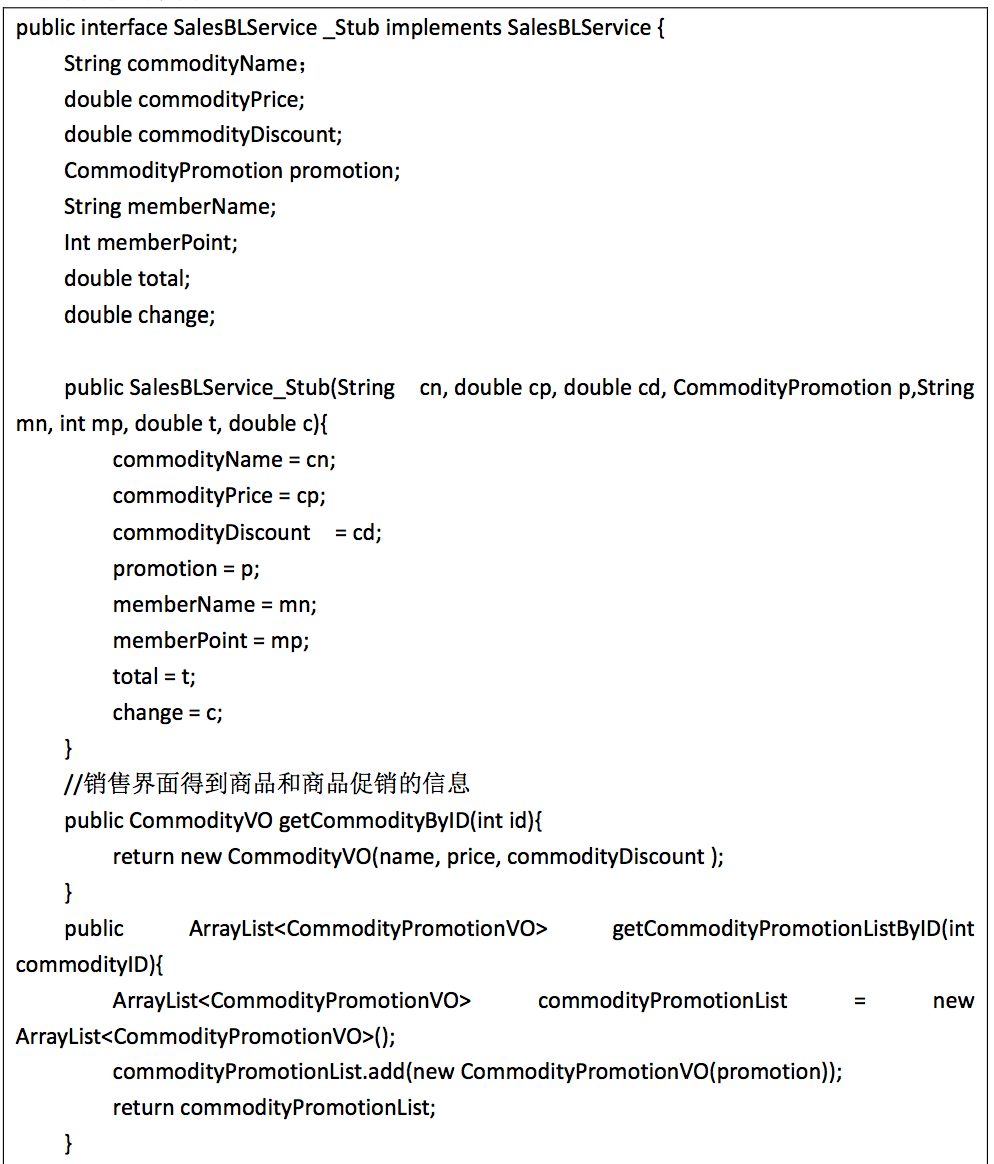 public interface SalesBLService _Stub implements SalesBLService {
String commodityName；
double commodityPrice;
double commodityDiscount;
CommodityPromotion promotion;
String memberName;
Int memberPoint;
double total;
double change;
public SalesBLService_Stub(String cn, double cp, double cd, CommodityPromotion p,String
mn, int mp, double t, double c){
commodityName = cn;
commodityPrice = cp;
commodityDiscount = cd;
promotion = p;
memberName = mn;
memberPoint = mp;
total = t;
change = c;
}
//销售界面得到商品和商品促销的信息
public CommodityVO getCommodityByID(int id){
return new CommodityVO(name, price, commodityDiscount );
}
public ArrayList<CommodityPromotionVO> getCommodityPromotionListByID(int
commodityID){
ArrayList<CommodityPromotionVO> commodityPromotionList = new
ArrayList<CommodityPromotionVO>();
commodityPromotionList.add(new CommodityPromotionVO(promotion));
return commodityPromotionList;
}